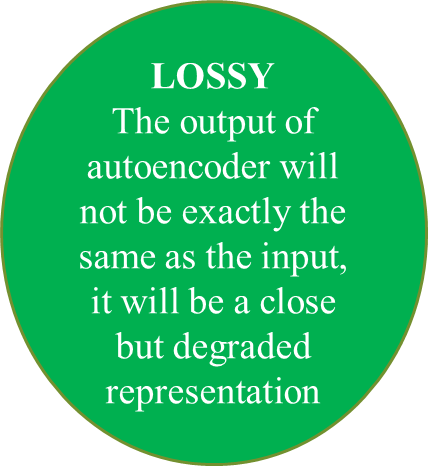 LOSSY
The output of
autoencoder will
not be exactly the
same as the input,
it will be a close
but degraded
representation